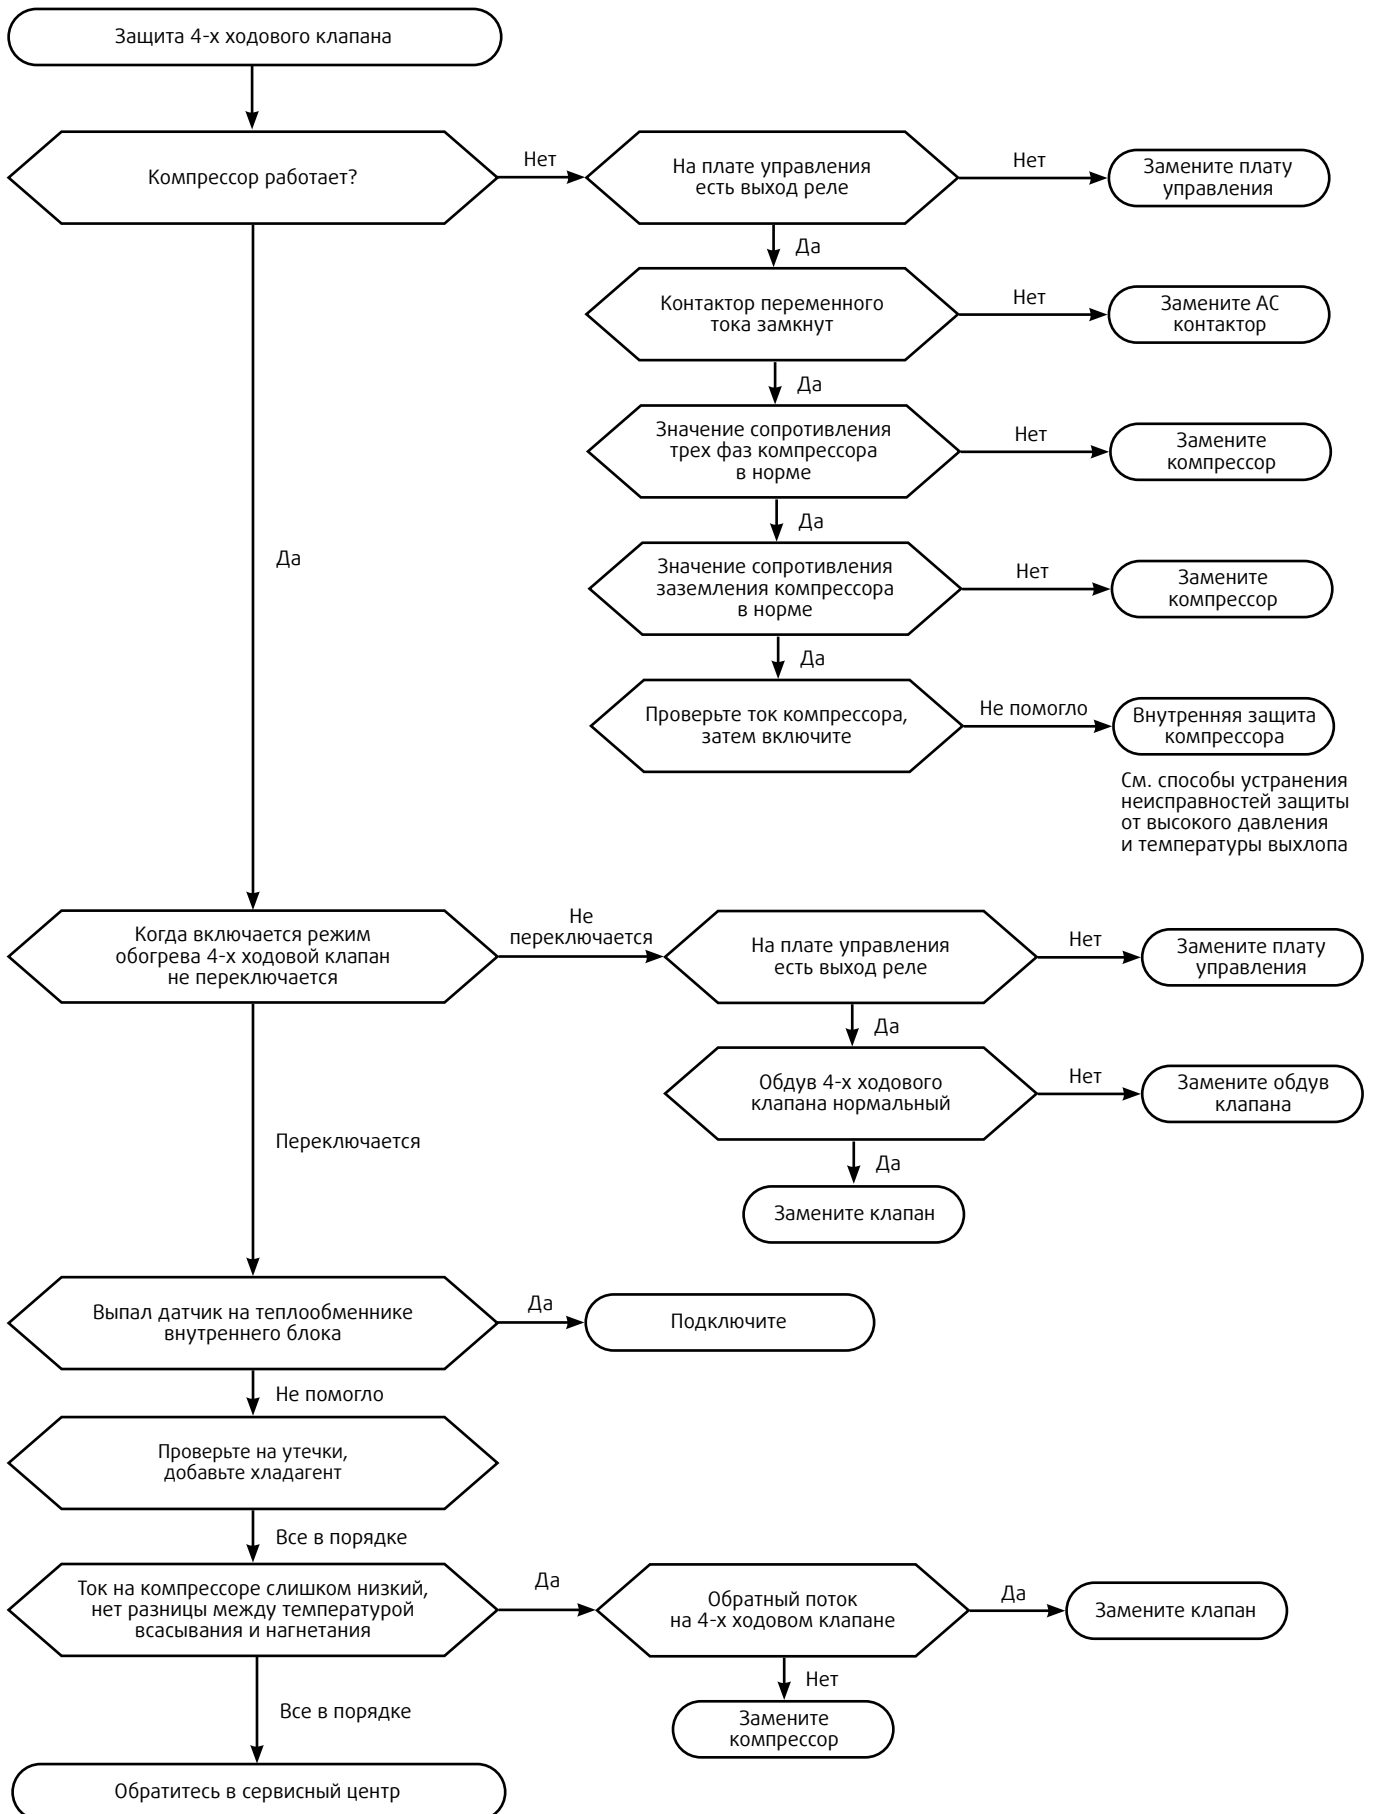 Защита 4-х ходового клапана
Компрессор работает?
Нет
На плате управления
есть выход реле
Нет
Замените плату
управления
Да
Контактор переменного
тока замкнут
Нет
Замените АС
контактор
Да
Значение сопротивления
трех фаз компрессора
в норме
Нет
Замените
компрессор
Да
Да
Значение сопротивления
заземления компрессора
в норме
Нет
Замените
компрессор
Да
Проверьте ток компрессора,
затем включите
Не помогло
Внутренняя защита
компрессора
См. способы устранения
неисправностей защиты
от высокого давления
и температуры выхлопа
Когда включается режим
обогрева 4-х ходовой клапан
не переключается
Не
переключается
На плате управления
есть выход реле
Нет
Замените плату
управления
Да
Обдув 4-х ходового
клапана нормальный
Нет
Замените обдув
клапана
Переключается
Да
Замените клапан
Выпал датчик на теплообменнике
внутреннего блока
Да
Подключите
Не помогло
Проверьте на утечки,
добавьте хладагент
Все в порядке
Ток на компрессоре слишком низкий,
нет разницы между температурой
всасывания и нагнетания
Да
Обратный поток
на 4-х ходовом клапане
Да
Замените клапан
Нет
Замените
компрессор
Все в порядке
Обратитесь в сервисный центр